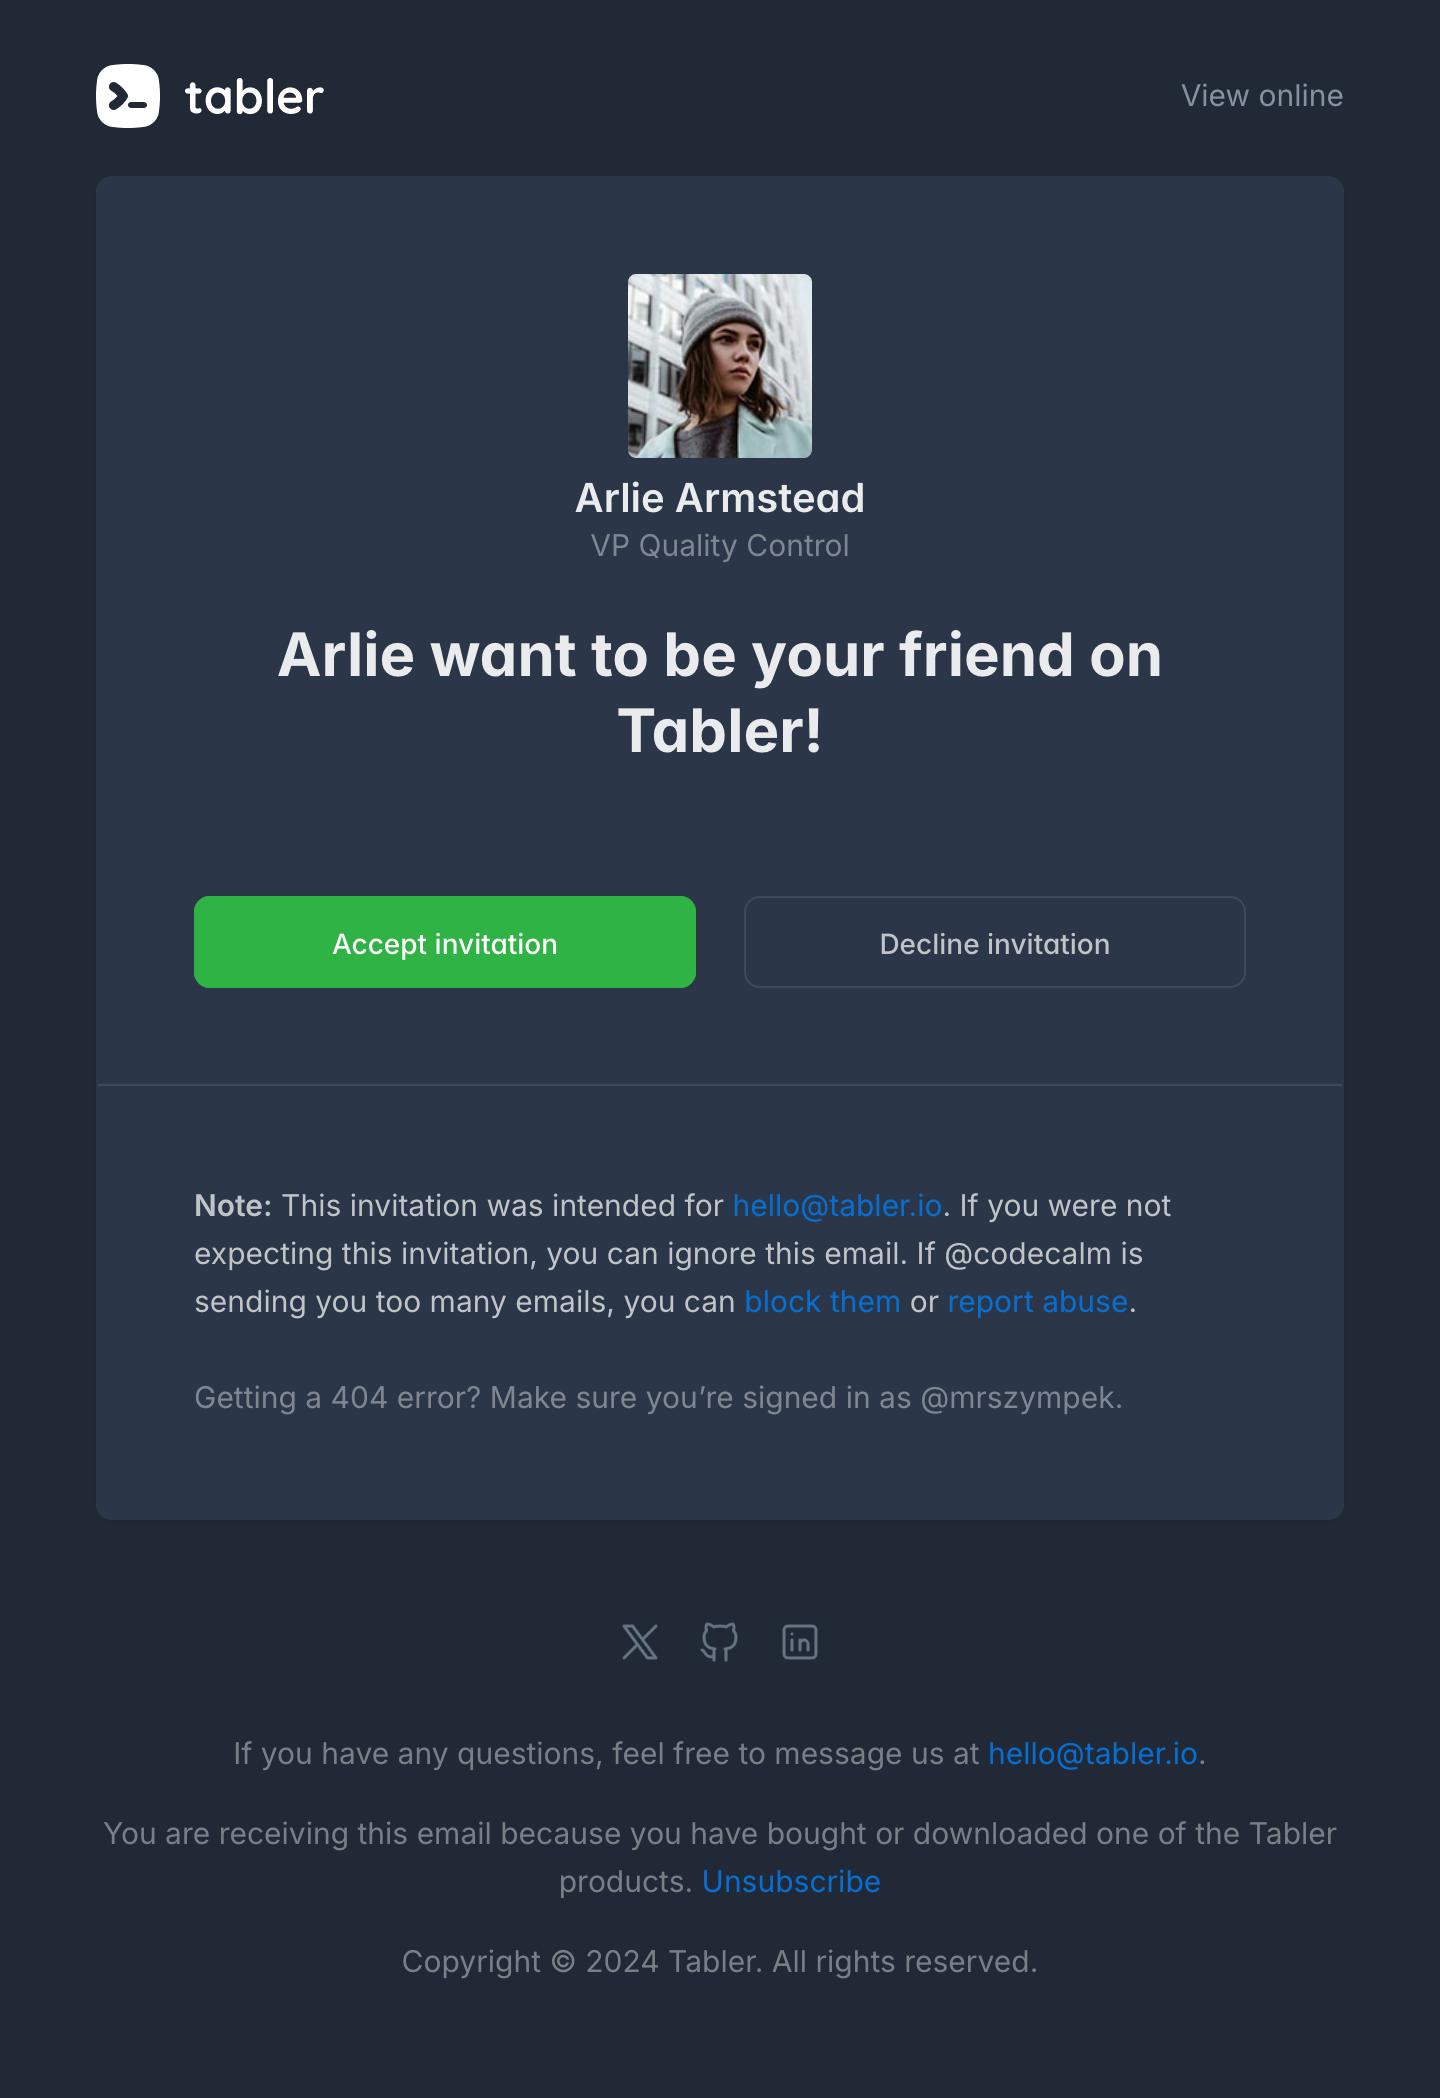 tabler
View online
Arlie Armstead
VP Quality Control
Arlie want to be your friend on
Tabler!
Accept invitation
Decline invitation
Note: This invitation was intended for hello@tabler.io. If you were not
expecting this invitation, you can ignore this email. If @codecalm is
sending you too many emails, you can block them or report abuse.
Getting a 404 error? Make sure you’re signed in as @mrszympek.
If you have any questions, feel free to message us at hello@tabler.io.
You are receiving this email because you have bought or downloaded one of the Tabler
products. Unsubscribe
Copyright © 2024 Tabler. All rights reserved.